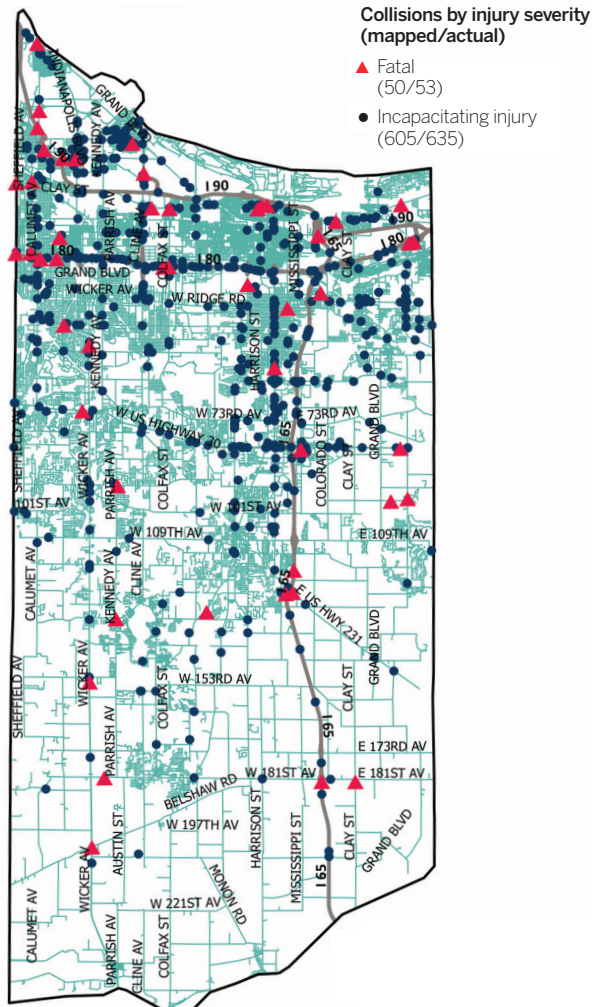 Collisions by injury severity
(mapped/actual)
Fatal
(50/53)
Incapacitating injury
(605/635)
INDIANAPOLIS BLVD
GRAND BLVD
SHEFFIELD AV
KENNEDY AV
I 90
CLAY ST
I 90
CALUMET AV
PARRISH AV
CLINE AV
COLFAX ST
MISSISSIPPI ST
I 65
CLAY ST
I 90
I 80
I 80
I 80
GRAND BLVD
WICKER AV
W RIDGE RD
KENNEDY AV
HARRISON ST
W US HIGHWAY 30
W 73RD AV
E 73RD AV
GRAND BLVD
SHEFFIELD AV
WICKER AV
PARRISH AV
COLFAX ST
I 65
COLORADO ST
CLAY ST
101ST AV
W 101ST AV
W 109TH AV
E 109TH AV
CALUMET AV
KENNEDY AV
CLINE AV
I 65
E US HWY 231
GRAND BLVD
SHEFFIELD AV
WICKER AV
COLFAX ST
W 153RD AV
CLAY ST
I 65
PARRISH AV
E 173RD AV
W 181ST AV
E 181ST AV
BELSHAW RD
W 197TH AV
AUSTIN ST
HARRISON ST
MISSISSIPPI ST
CLAY ST
GRAND BLVD
WICKER AV
I 65
MONON RD
W 221ST AV
CALUMET AV
PARRISH AV
CLINE AV
COLFAX ST